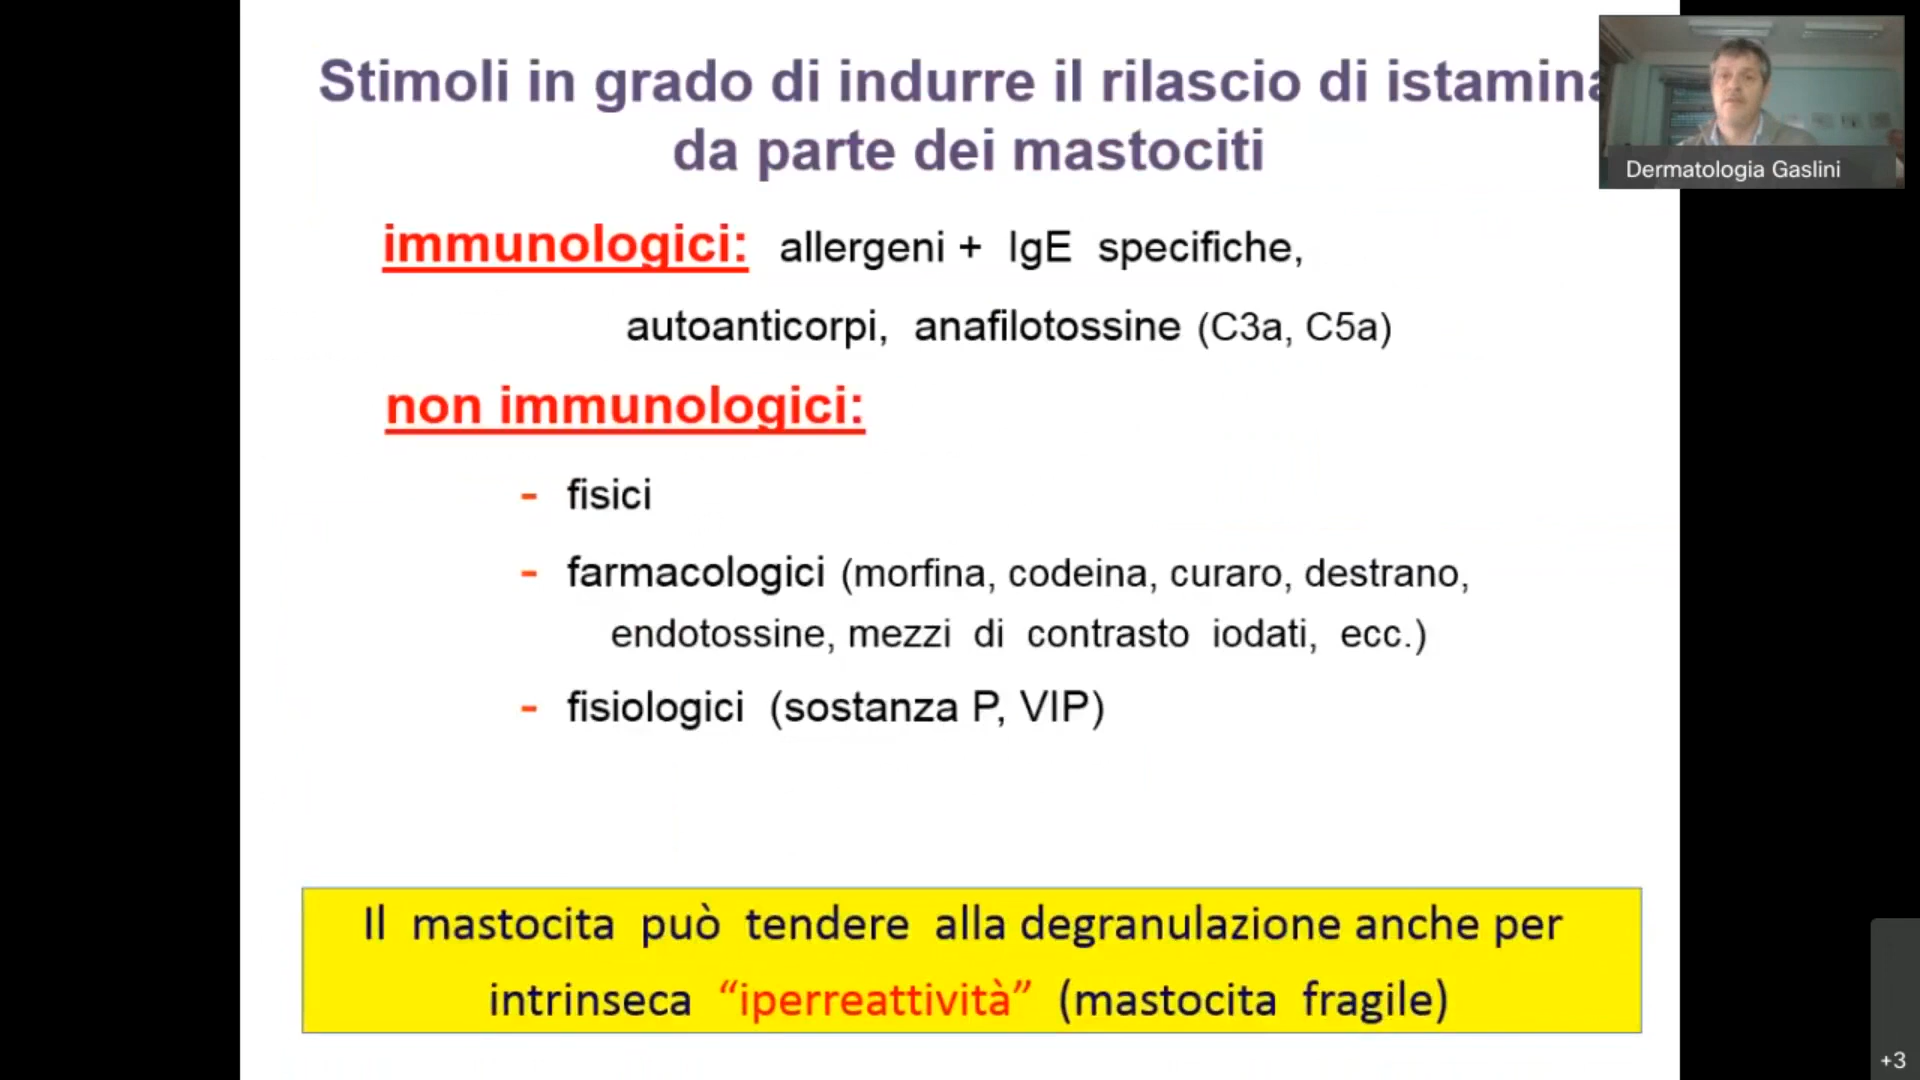 Stimoli in grado di indurre il rilascio di istamina
da parte dei mastociti
Dermatologia Gaslini
immunologici: allergeni + IgE specifiche,
autoanticorpi, anafilotossine (C3a, C5a)
non immunologici:
- fisici
- farmacologici (morfina, codeina, curaro, destrano,
endotossine, mezzi di contrasto iodati, ecc.)
- fisiologici (sostanza P, VIP)
Il mastocita può tendere alla degranulazione anche per
intrinseca “iperreattività” (mastocita fragile)
+3